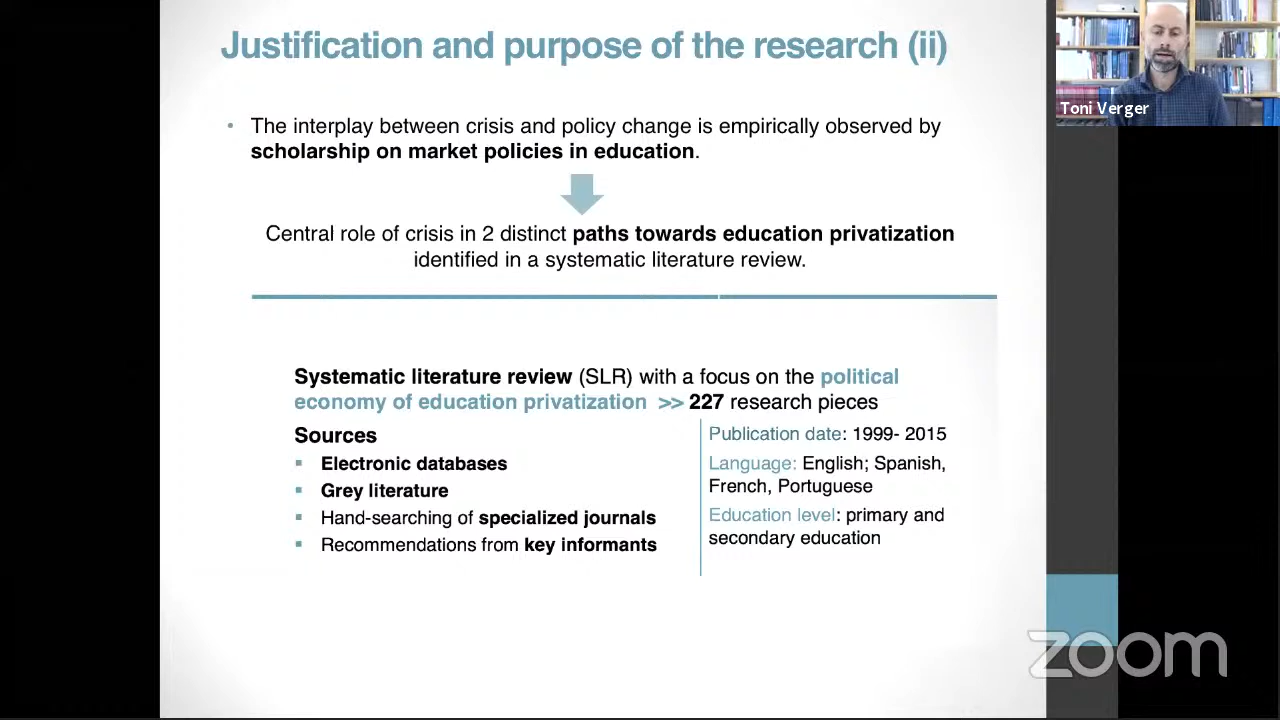 Justification and purpose of the research (ii)
Toni Verger
• The interplay between crisis and policy change is empirically observed by
scholarship on market policies in education.
Central role of crisis in 2 distinct paths towards education privatization
identified in a systematic literature review.
Systematic literature review (SLR) with a focus on the political
economy of education privatization >> 227 research pieces
Sources
▪ Electronic databases
▪ Grey literature
▪ Hand-searching of specialized journals
▪ Recommendations from key informants
Publication date: 1999- 2015
Language: English; Spanish,
French, Portuguese
Education level: primary and
secondary education
zoom